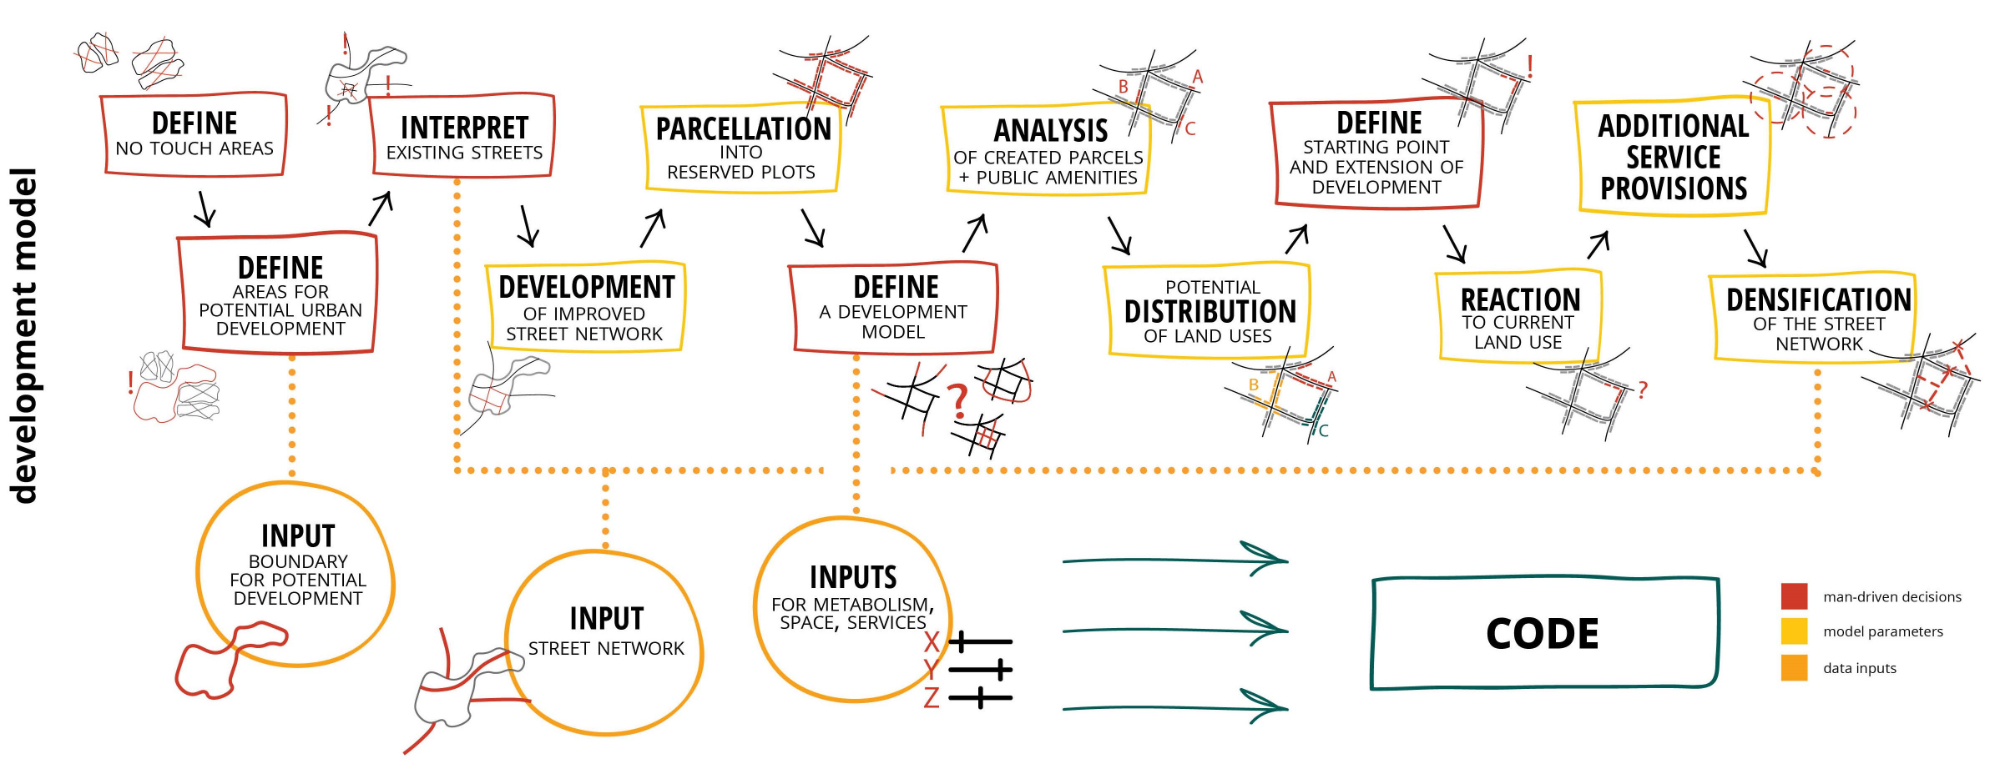 development model
DEFINE
NO TOUCH AREAS
!
!
!
INTERPRET
EXISTING STREETS
PARCELLATION
INTO
RESERVED PLOTS
A
B
C
ANALYSIS
OF CREATED PARCELS
+ PUBLIC AMENITIES
!
DEFINE
STARTING POINT
AND EXTENSION OF
DEVELOPMENT
ADDITIONAL
SERVICE
PROVISIONS
DEFINE
AREAS FOR
POTENTIAL URBAN
DEVELOPMENT
!
DEVELOPMENT
OF IMPROVED
STREET NETWORK
DEFINE
A DEVELOPMENT
MODEL
?
POTENTIAL
DISTRIBUTION
OF LAND USES
A
B
C
REACTION
TO CURRENT
LAND USE
?
DENSIFICATION
OF THE STREET
NETWORK
INPUT
BOUNDARY
FOR POTENTIAL
DEVELOPMENT
INPUT
STREET NETWORK
INPUTS
FOR METABOLISM,
SPACE, SERVICES
X
Y
Z
CODE
man-driven decisions
model parameters
data inputs